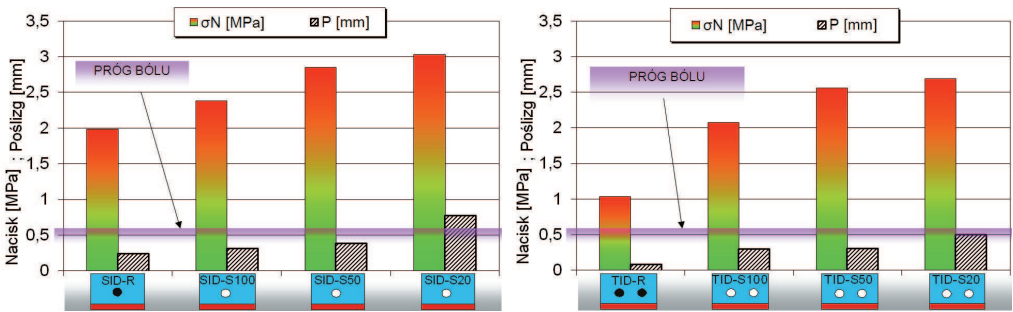 3,5
3
2,5
2
1,5
1
0,5
0
Nacisk [MPa] ; Poślizg [mm]
σN [MPa] P [mm]
PRÓG BÓLU
SID-R SID-S100 SID-S50 SID-S20
3,5
3
2,5
2
1,5
1
0,5
0
Nacisk [MPa] ; Poślizg [mm]
σN [MPa] P [mm]
PRÓG BÓLU
TID-R TID-S100 TID-S50 TID-S20